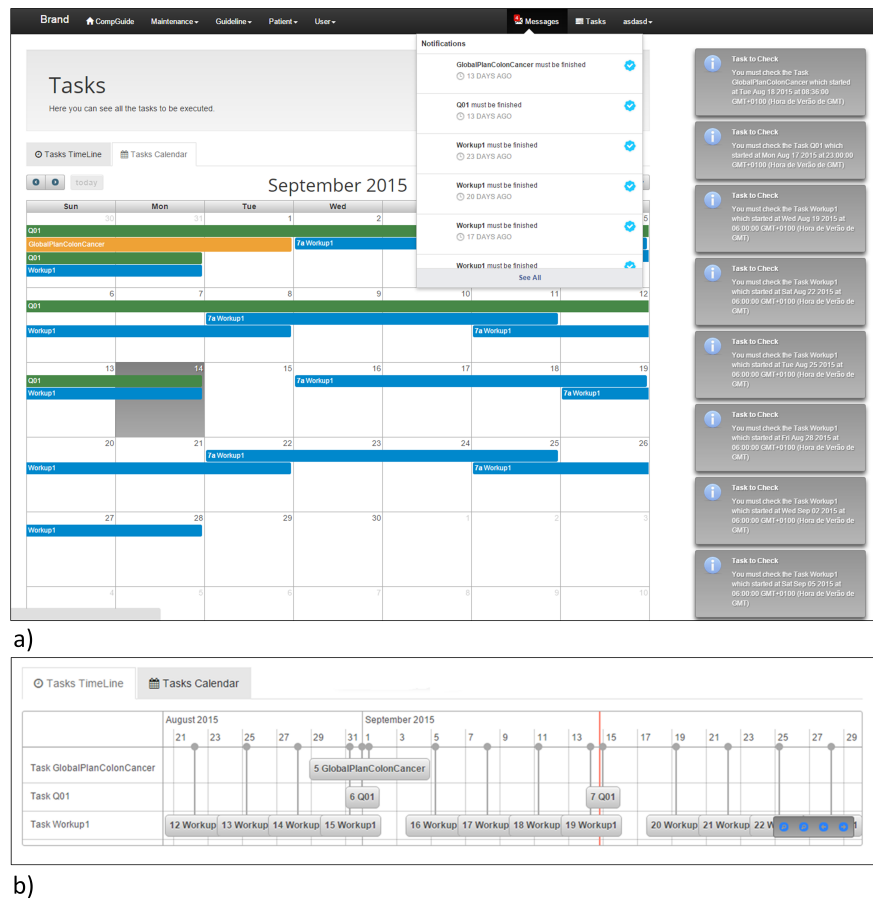 Brand
CompGuide
Maintenance
Guideline
Patient
User
Messages
Tasks
asdasd
Tasks
Here you can see all the tasks to be executed.
Notifications
GlobalPlanColonCancer must be finished
13 DAYS AGO
Q01 must be finished
13 DAYS AGO
Workup1 must be finished
23 DAYS AGO
Workup1 must be finished
20 DAYS AGO
Workup1 must be finished
17 DAYS AGO
Workup1 must be finished
See All
Tasks TimeLine
Tasks Calendar
today
September 2015
Sun Mon Tue Wed
30 31 1 2 5
Q01
GlobalPlanColonCancer
7a Workup1
Q01
Workup1
6 7 8 9 10 11 12
Q01
7a Workup1
Workup1
7a Workup1
13 14 15 16 17 18 19
Q01
7a Workup1
Workup1
7a Workup1
20 21 22 23 24 25 26
7a Workup1
Workup1
7a Workup1
27 28 29 30 1 2 3
Workup1
4 5 6 7 8 9 10
Task to Check
You must check the Task
GlobalPlanColonCancer which started
at Tue Aug 18 2015 at 08:36:00
GMT+0100 (Hora de Verão de GMT)
Task to Check
You must check the Task Q01 which
started at Mon Aug 17 2015 at 23:00:00
GMT+0100 (Hora de Verão de GMT)
Task to Check
You must check the Task Workup1
which started at Wed Aug 19 2015 at
06:00:00 GMT+0100 (Hora de Verão de
GMT)
Task to Check
You must check the Task Workup1
which started at Sat Aug 22 2015 at
06:00:00 GMT+0100 (Hora de Verão de
GMT)
Task to Check
You must check the Task Workup1
which started at Tue Aug 25 2015 at
06:00:00 GMT+0100 (Hora de Verão de
GMT)
Task to Check
You must check the Task Workup1
which started at Fri Aug 28 2015 at
06:00:00 GMT+0100 (Hora de Verão de
GMT)
Task to Check
You must check the Task Workup1
which started at Wed Sep 02 2015 at
06:00:00 GMT+0100 (Hora de Verão de
GMT)
Task to Check
You must check the Task Workup1
which started at Sat Sep 05 2015 at
06:00:00 GMT+0100 (Hora de Verão de
GMT)
a)
Tasks TimeLine
Tasks Calendar
August 2015
September 2015
21 23 25 27 29 31 1 3 5 7 9 11 13 15 17 19 21 23 25 27 29
Task GlobalPlanColonCancer
5 GlobalPlanColonCancer
Task Q01
6 Q01
7 Q01
Task Workup1
12 Workup 13 Workup 14 Workup 15 Workup1 16 Workup 17 Workup 18 Workup 19 Workup1 20 Workup 21 Workup 22 W 1
b)